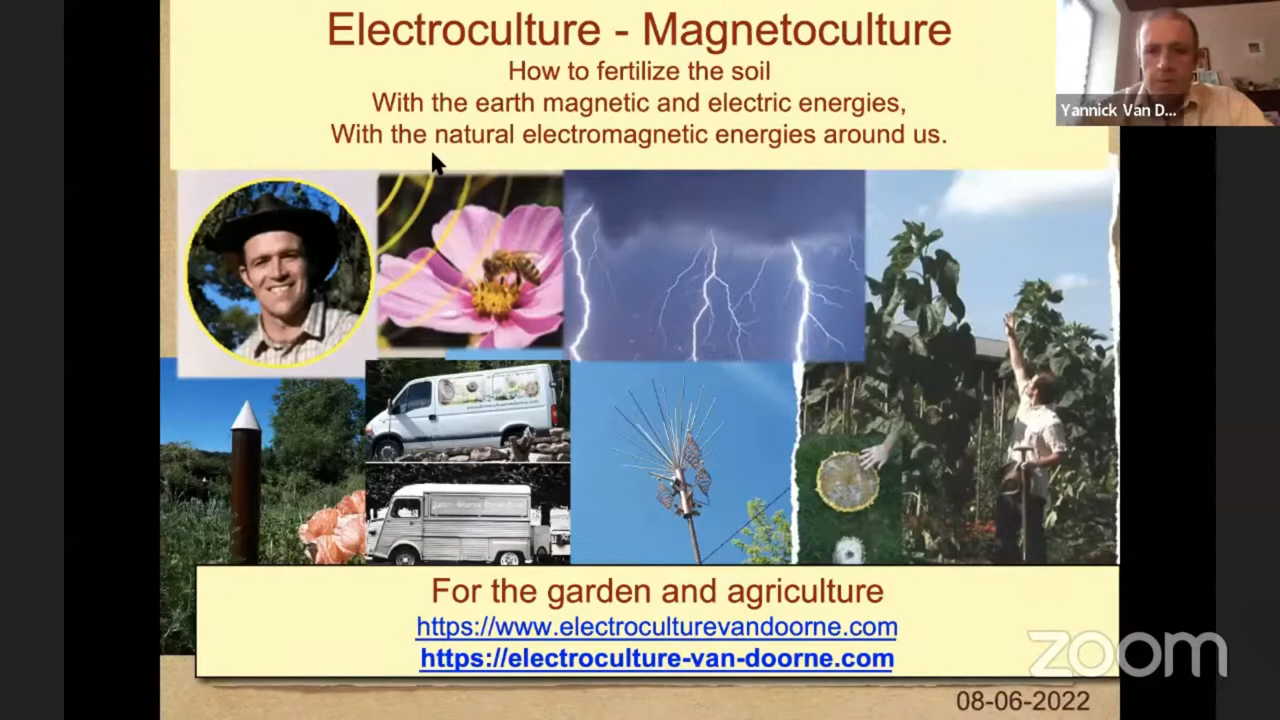 Electroculture - Magnetoculture
How to fertilize the soil
With the earth magnetic and electric energies,
With the natural electromagnetic energies around us.
Yannick Van D...
For the garden and agriculture
https://www.electroculturevandoorne.com
https://electroculture-van-doorne.com
zoom
08-06-2022